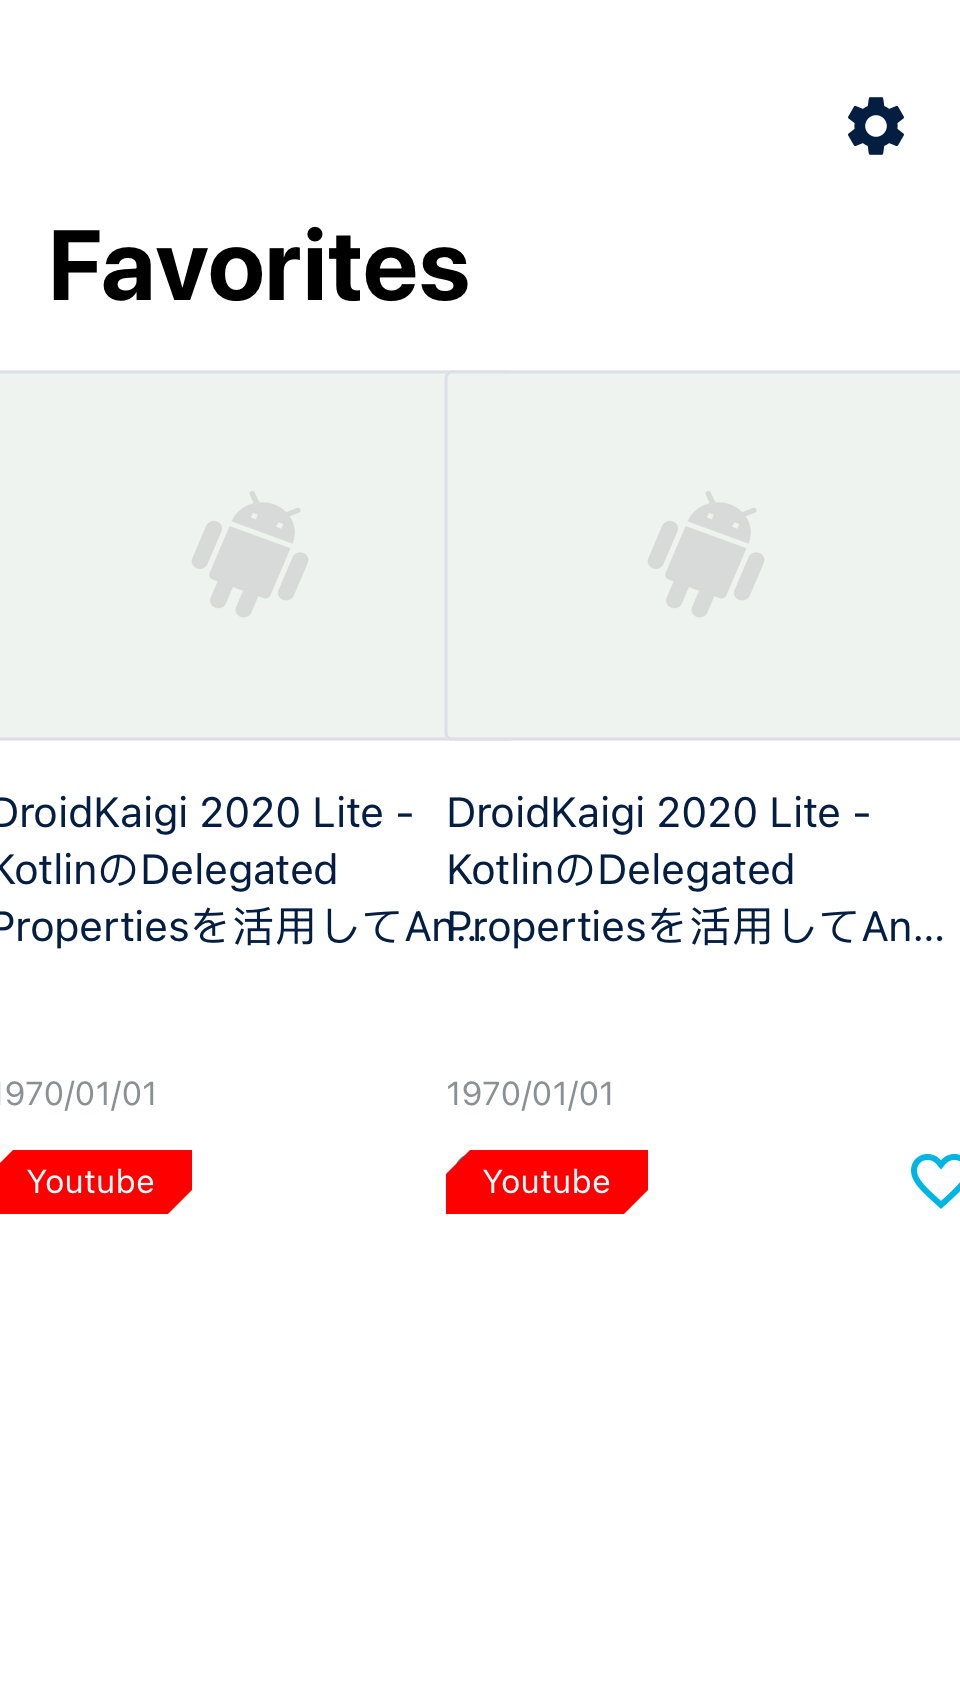 Favorites
DroidKaigi 2020 Lite -
KotlinのDelegated
Propertiesを活用してAn...
1970/01/01
Youtube
DroidKaigi 2020 Lite -
KotlinのDelegated
Propertiesを活用してAn...
1970/01/01
Youtube